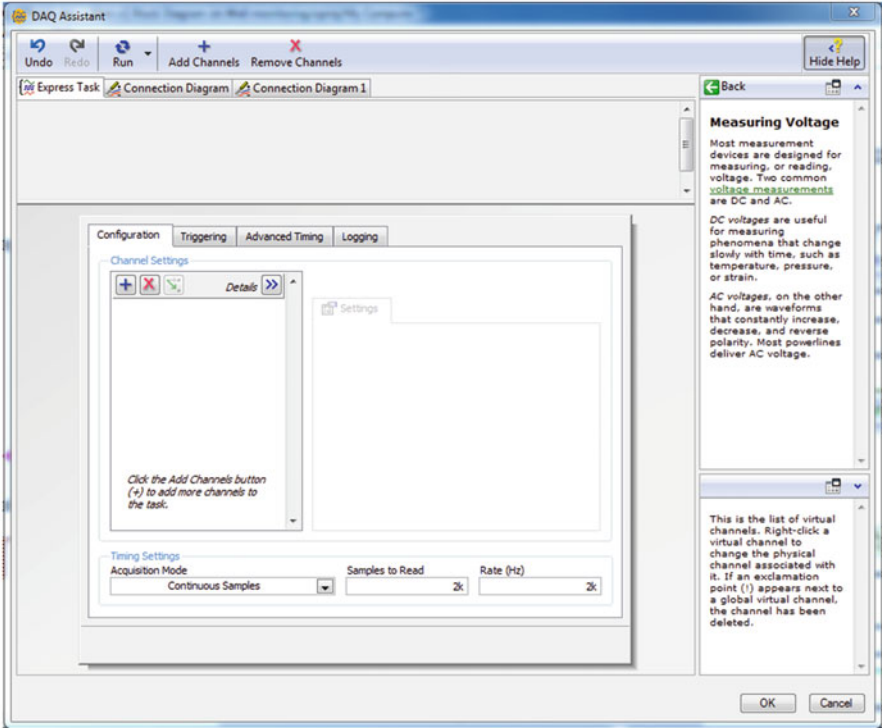 DAQ Assistant
Undo Redo Run Add Channels Remove Channels
Hide Help
Express Task Connection Diagram Connection Diagram 1
Configuration Triggering Advanced Timing Logging
Channel Settings
Details
Settings
Click the Add Channels button
(+) to add more channels to
the task.
Timing Settings
Acquisition Mode Samples to Read Rate (Hz)
Continuous Samples 2k 2k
Back
Measuring Voltage
Most measurement
devices are designed for
measuring, or reading,
voltage. Two common
voltage measurements
are DC and AC.
DC voltages are useful
for measuring
phenomena that change
slowly with time, such as
temperature, pressure,
or strain.
AC voltages, on the other
hand, are waveforms
that constantly increase,
decrease, and reverse
polarity. Most powerlines
deliver AC voltage.
This is the list of virtual
channels. Right-click a
virtual channel to
change the physical
channel associated with
it. If an exclamation
point (!) appears next to
a global virtual channel,
the channel has been
deleted.
OK Cancel